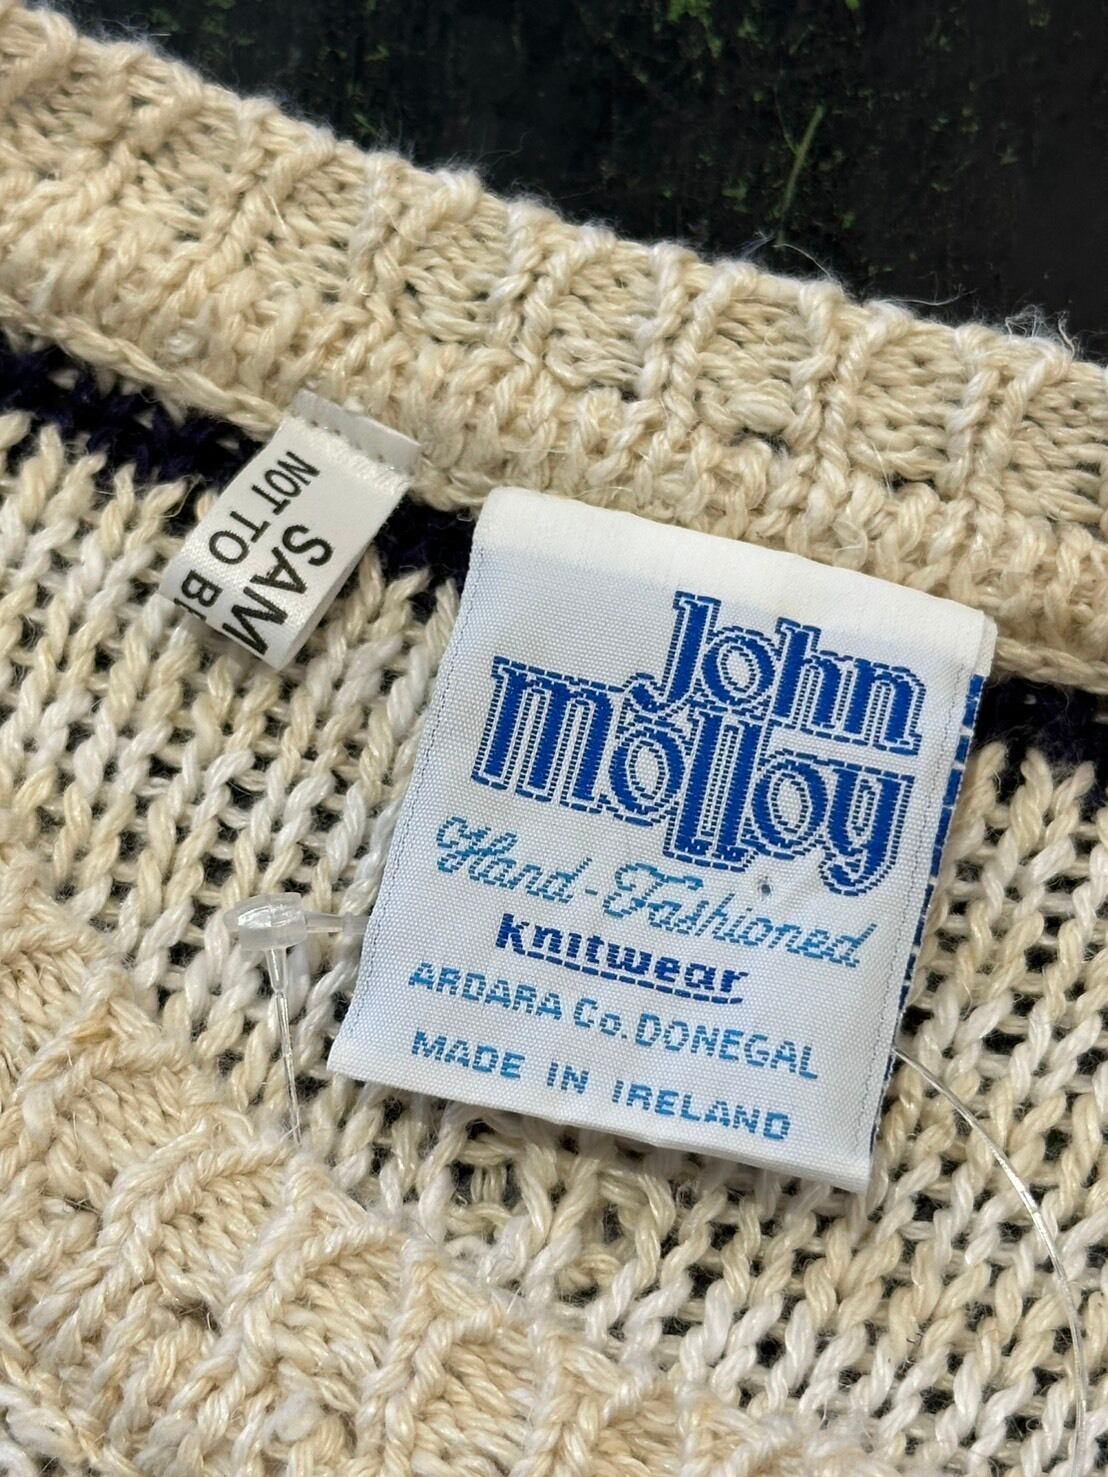 SAM
NOT TO B
John
Molloy
Hand-Fashioned
Knitwear
ARDARA Co. DONEGAL
MADE IN IRELAND